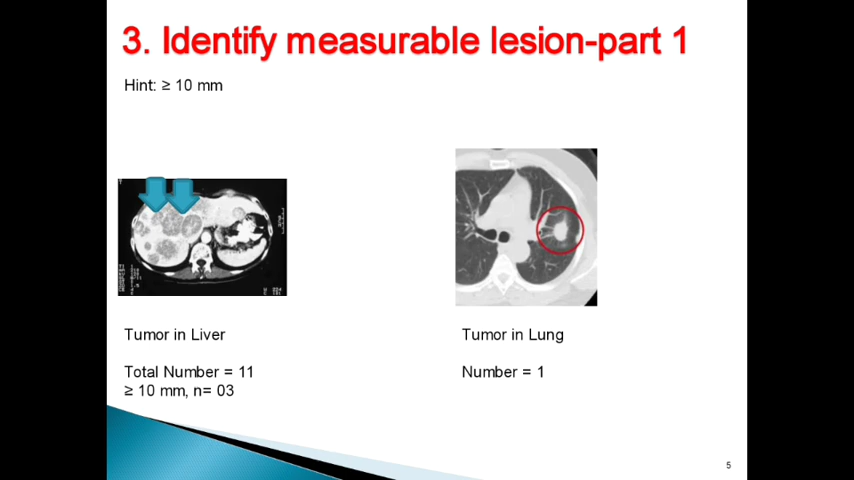 3. Identify measurable lesion-part 1
Hint: ≥ 10 mm
Tumor in Liver
Total Number = 11
≥ 10 mm, n= 03
Tumor in Lung
Number = 1
5